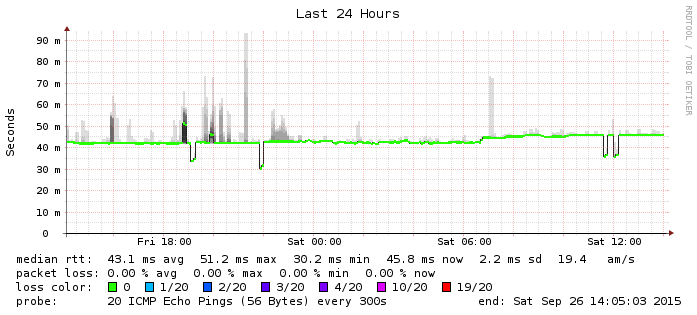 Last 24 Hours
RRDTOOL / TOBI OETIKER
Seconds
90 m
80 m
70 m
60 m
50 m
40 m
30 m
20 m
10 m
0
Fri 18:00 Sat 00:00 Sat 06:00 Sat 12:00
median rtt: 43.1 ms avg 51.2 ms max 30.2 ms min 45.8 ms now 2.2 ms sd 19.4 am/s
packet loss: 0.00 % avg 0.00 % max 0.00 % min 0.00 % now
loss color: 0 1/20 2/20 3/20 4/20 10/20 19/20
probe: 20 ICMP Echo Pings (56 Bytes) every 300s end: Sat Sep 26 14:05:03 2015